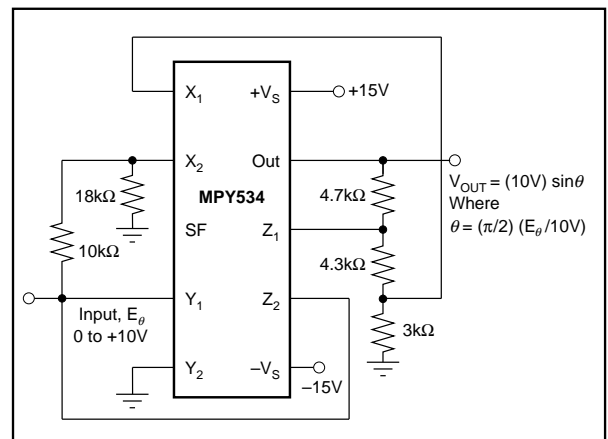 X1
+VS
+15V
X2
Out
MPY534
18kΩ
SF
10kΩ
4.7kΩ
VOUT = (10V) sinθ
Where
θ = (π/2) (Eθ/10V)
Z1
4.3kΩ
Y1
Z2
Input, Eθ
0 to +10V
3kΩ
Y2
–VS
–15V